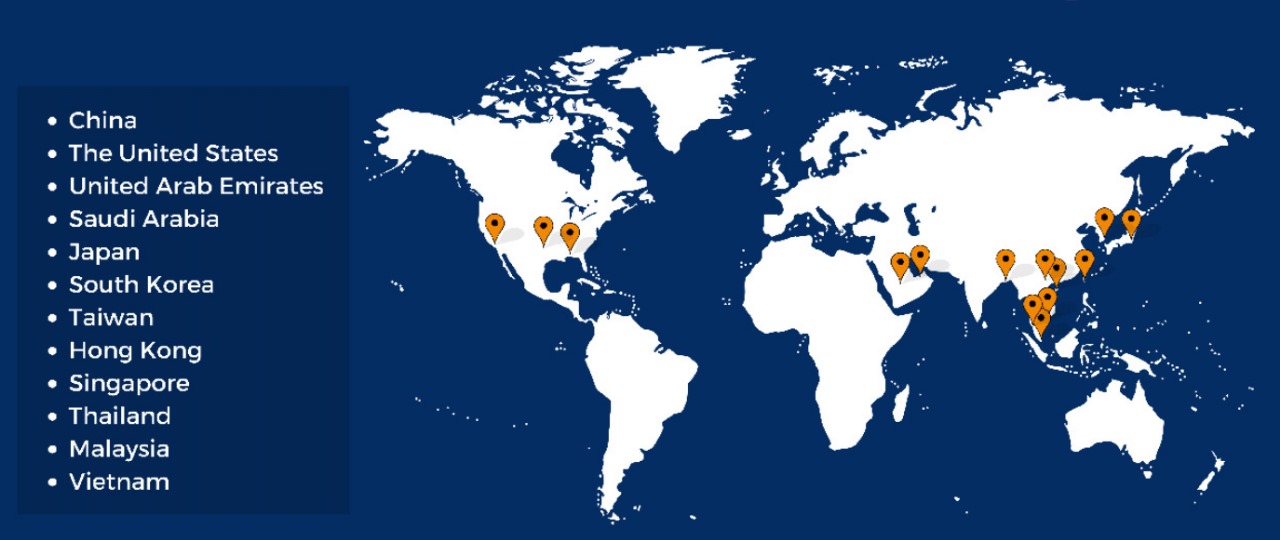 • China
• The United States
• United Arab Emirates
• Saudi Arabia
• Japan
• South Korea
• Taiwan
• Hong Kong
• Singapore
• Thailand
• Malaysia
• Vietnam